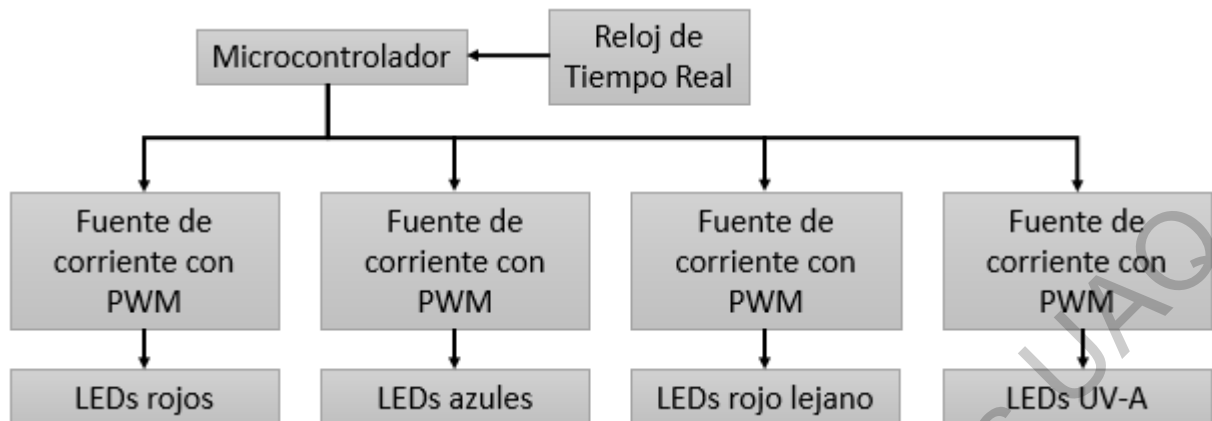 Microcontrolador
Reloj de
Tiempo Real
Fuente de
corriente con
PWM
Fuente de
corriente con
PWM
Fuente de
corriente con
PWM
Fuente de
corriente con
PWM
LEDs rojos
LEDs azules
LEDs rojo lejano
LEDs UV-A
UAQ